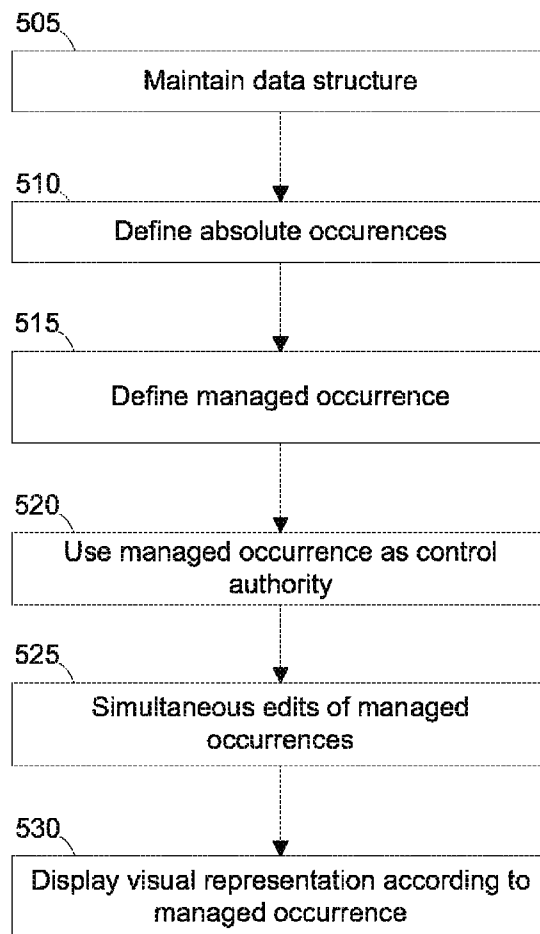 505
Maintain data structure
510
Define absolute occurences
515
Define managed occurrence
520
Use managed occurrence as control
authority
525
Simultaneous edits of managed
occurrences
530
Display visual representation according to
managed occurrence